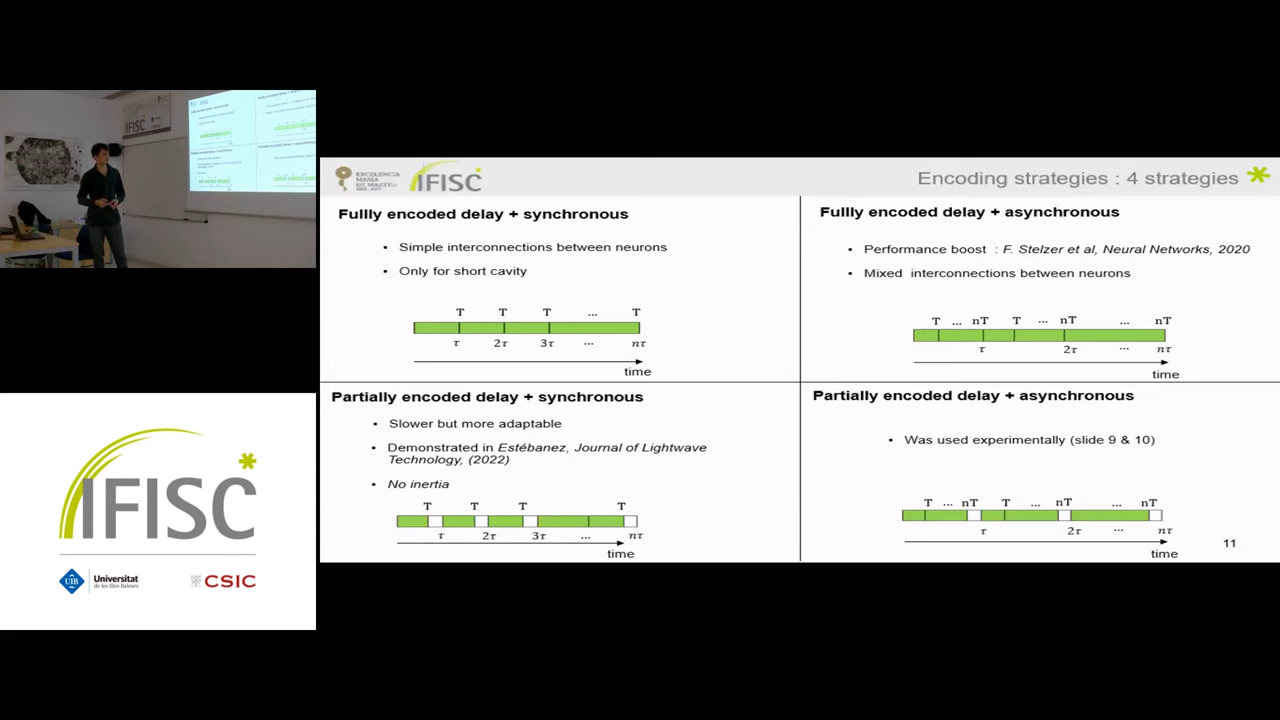 EXCELENCIA
MARÍA
DE MAEZTU
IFISC
Encoding strategies : 4 strategies
Fullly encoded delay + synchronous
• Simple interconnections between neurons
• Only for short cavity
T T T ... T
τ 2τ 3τ ... nτ
time
Fullly encoded delay + asynchronous
• Performance boost : F. Stelzer et al, Neural Networks, 2020
• Mixed interconnections between neurons
T ... nT T ... nT ... nT
τ 2τ ... nτ
time
Partially encoded delay + synchronous
• Slower but more adaptable
• Demonstrated in Estébanez, Journal of Lightwave
Technology, (2022)
• No inertia
T T T T
τ 2τ 3τ ... nτ
time
Partially encoded delay + asynchronous
• Was used experimentally (slide 9 & 10)
T ... nT T ... nT ... nT
τ 2τ ... nτ
time
11
IFISC
UIB
Universitat
de les Illes Balears
CSIC